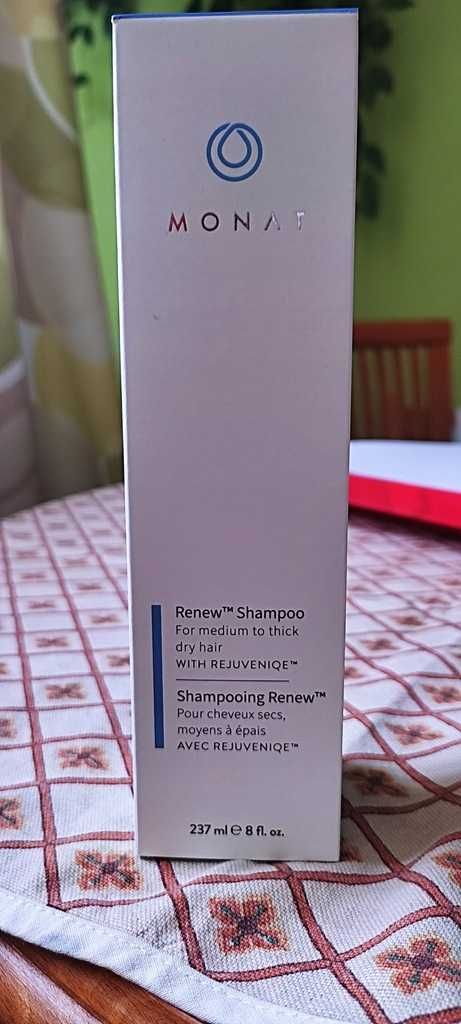 MONAT
Renew™ Shampoo
For medium to thick
dry hair
WITH REJUVENIQE™
Shampooing Renew™
Pour cheveux secs,
moyens à épais
AVEC REJUVENIQE™
237 ml ℮ 8 fl. oz.